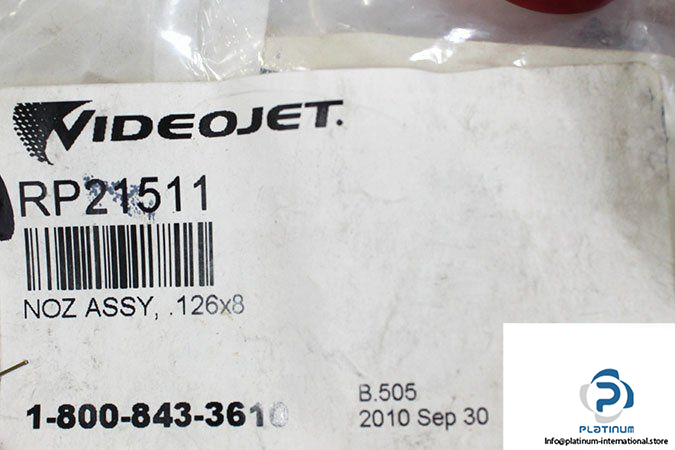 VIDEOJET.
RP21511
NOZ ASSY, .126x8
1-800-843-3610
B.505
2010 Sep 30
PLATINUM
Info@platinum-international.store